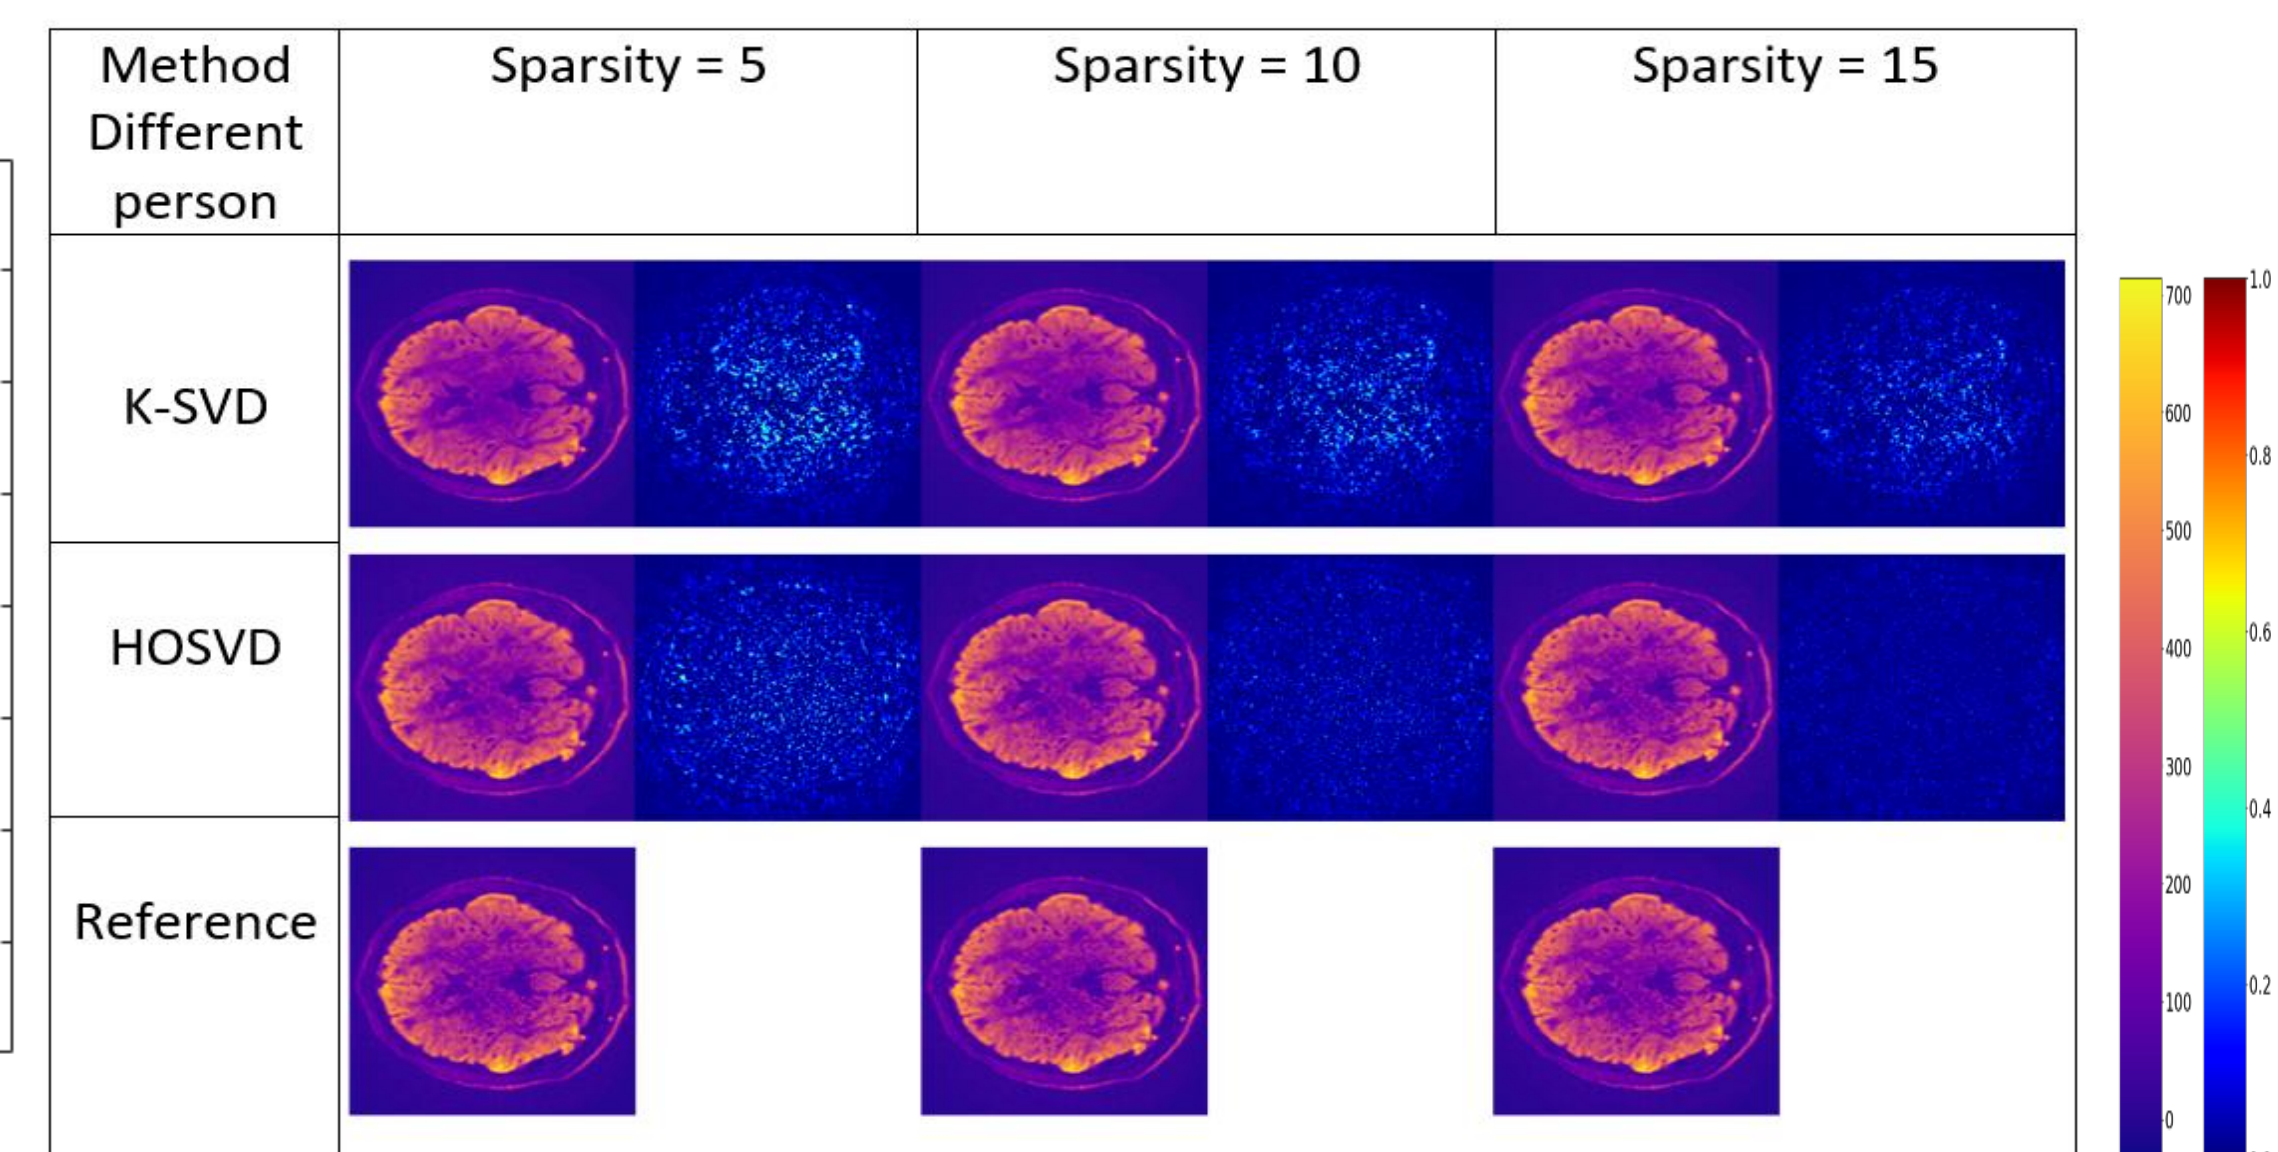 Method
Different
person
Sparsity = 5
Sparsity = 10
Sparsity = 15
K-SVD
HOSVD
Reference
700
600
500
400
300
200
100
0
1.0
0.8
0.6
0.4
0.2